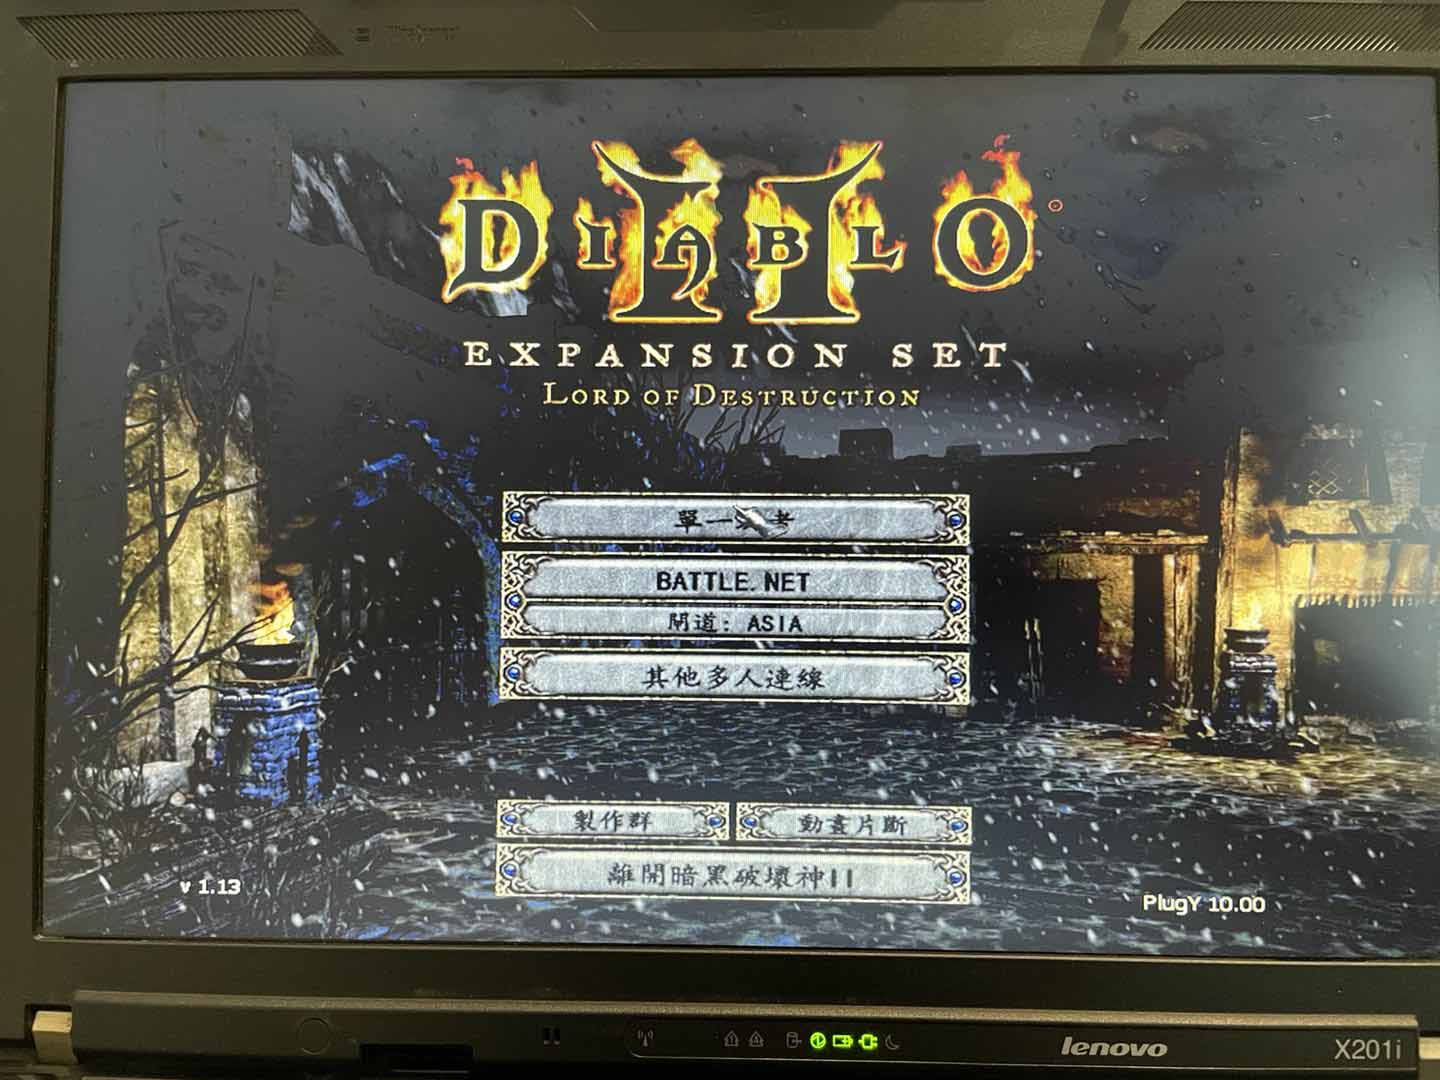 DIABLO II
EXPANSION SET
LORD OF DESTRUCTION
單一
BATTLE.NET
閘道: ASIA
其他多人連線
製作群
動畫片斷
離開暗黑破壞神II
v 1.13
PlugY 10.00
lenovo
X201i